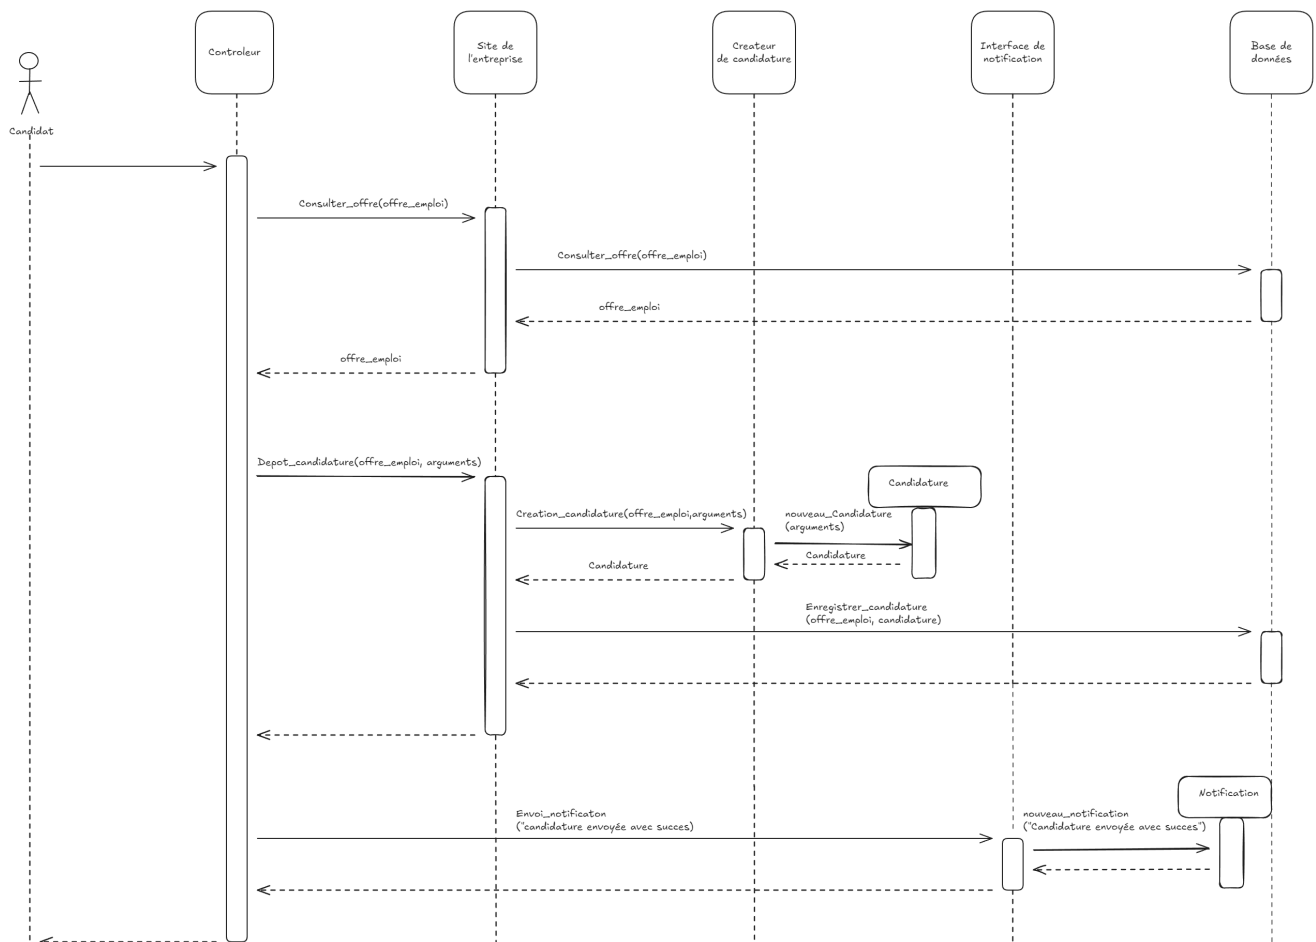 Controleur
Site de
l'entreprise
Createur
de candidature
Interface de
notification
Base de
données
Candidat
Consulter_offre(offre_emploi)
Consulter_offre(offre_emploi)
offre_emploi
offre_emploi
Depot_candidature(offre_emploi, arguments)
Candidature
Creation_candidature(offre_emploi,arguments)
nouveau_Candidature
(arguments)
Candidature
Candidature
Enregistrer_candidature
(offre_emploi, candidature)
Notification
Envoi_notificaton
("candidature envoyée avec succes)
nouveau_notification
("Candidature envoyée avec succes")